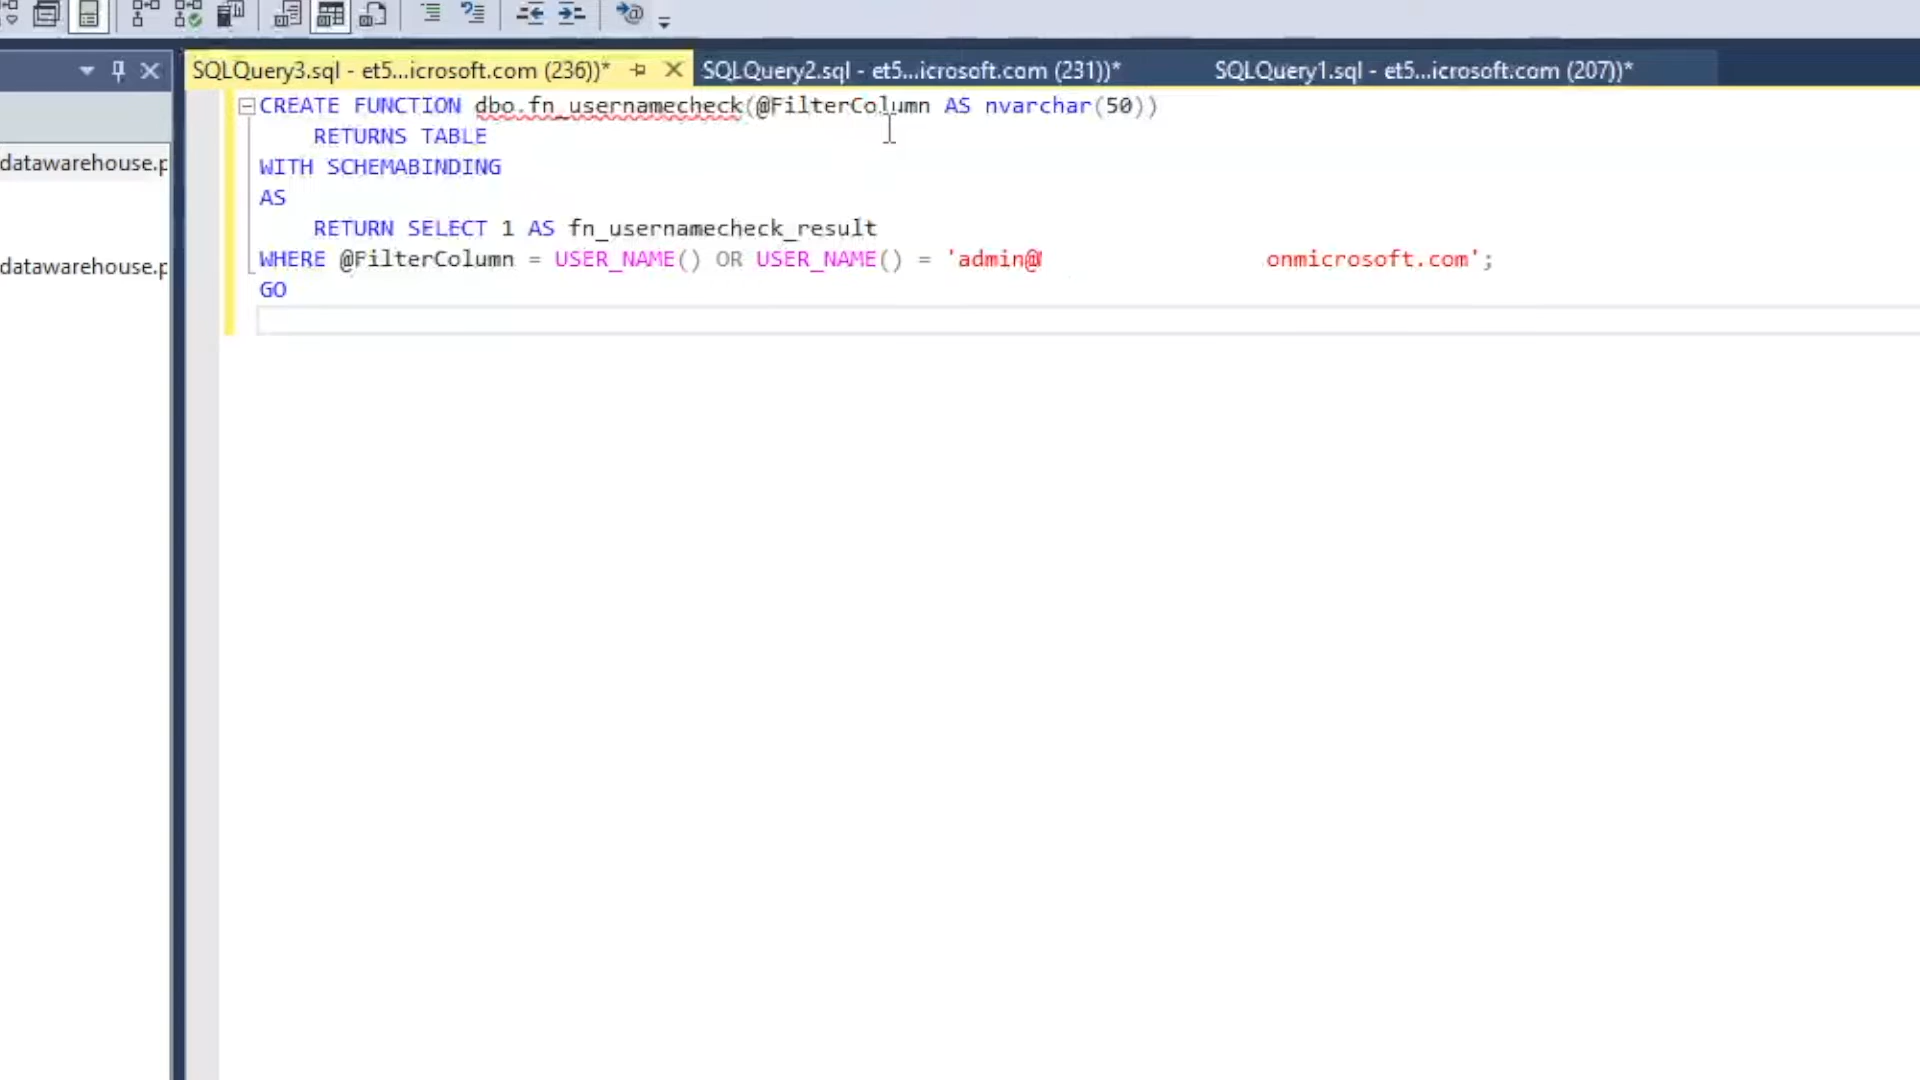 SQLQuery3.sql - et5...icrosoft.com (236))* SQLQuery2.sql - et5...icrosoft.com (231))* SQLQuery1.sql - et5...icrosoft.com (207))*
datawarehouse.p
datawarehouse.p
CREATE FUNCTION dbo.fn_usernamecheck(@FilterColumn AS nvarchar(50))
RETURNS TABLE
WITH SCHEMABINDING
AS
RETURN SELECT 1 AS fn_usernamecheck_result
WHERE @FilterColumn = USER_NAME() OR USER_NAME() = 'admin@ onmicrosoft.com';
GO